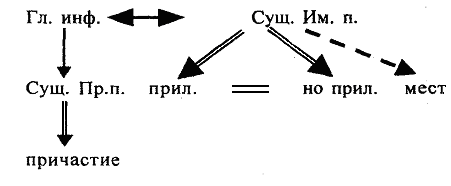 Гл. инф. Сущ. Им. п.
Сущ. Пр.п. прил. но прил. мест
причастие